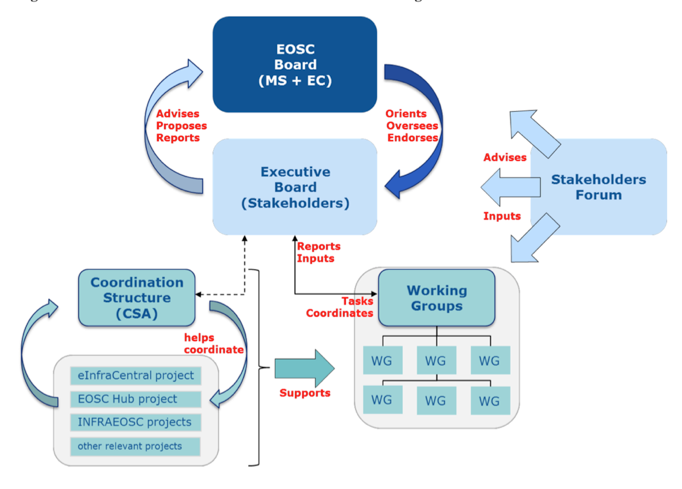 EOSC
Board
(MS + EC)
Advises
Proposes
Reports
Orients
Oversees
Endorses
Executive
Board
(Stakeholders)
Advises
Inputs
Stakeholders
Forum
Reports
Inputs
Tasks
Coordinates
Coordination
Structure
(CSA)
helps
coordinate
Working
Groups
eInfraCentral project
EOSC Hub project
INFRAEOSC projects
other relevant projects
Supports
WG WG WG
WG WG WG